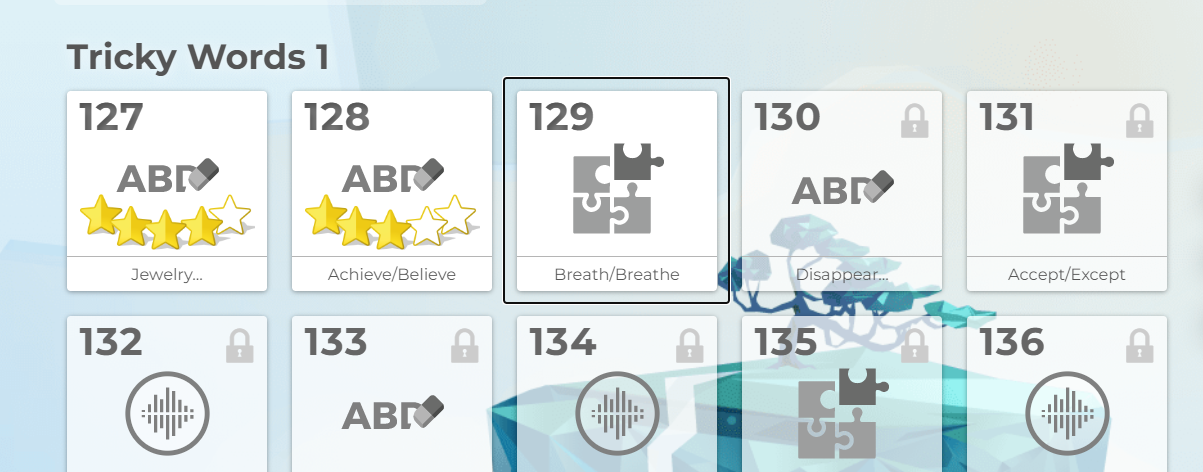 Tricky Words 1
127 128 129 130 131
ABD ABD ABD
Jewelry... Achieve/Believe Breath/Breathe Disappear... Accept/Except
132 133 134 135 136
ABD